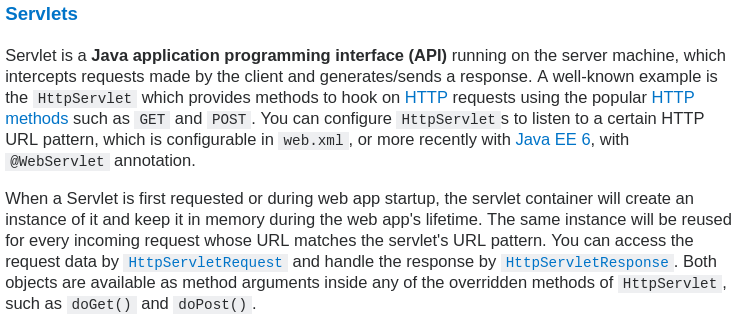 Servlets
Servlet is a Java application programming interface (API) running on the server machine, which
intercepts requests made by the client and generates/sends a response. A well-known example is
the HttpServlet which provides methods to hook on HTTP requests using the popular HTTP
methods such as GET and POST. You can configure HttpServlets to listen to a certain HTTP
URL pattern, which is configurable in web.xml, or more recently with Java EE 6, with
@WebServlet annotation.
When a Servlet is first requested or during web app startup, the servlet container will create an
instance of it and keep it in memory during the web app's lifetime. The same instance will be reused
for every incoming request whose URL matches the servlet's URL pattern. You can access the
request data by HttpServletRequest and handle the response by HttpServletResponse. Both
objects are available as method arguments inside any of the overridden methods of HttpServlet,
such as doGet() and doPost().